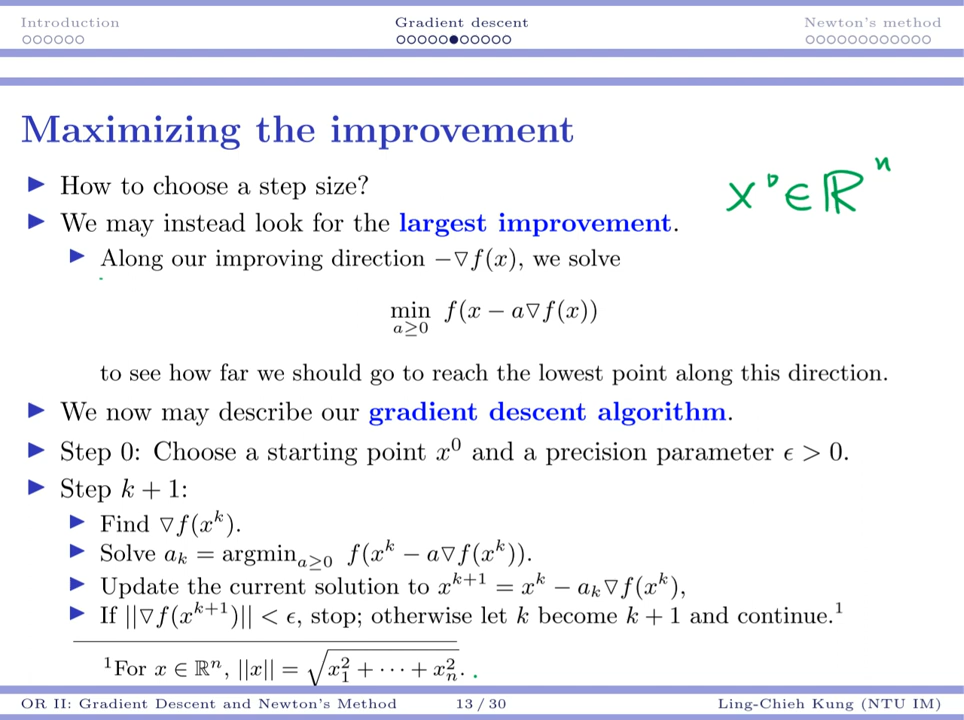 Introduction Gradient descent Newton's method
Maximizing the improvement
▶ How to choose a step size?
x⁰ ∈ ℝⁿ
▶ We may instead look for the largest improvement.
▶ Along our improving direction −▽f(x), we solve
min f(x − a▽f(x))
a≥0
to see how far we should go to reach the lowest point along this direction.
▶ We now may describe our gradient descent algorithm.
▶ Step 0: Choose a starting point x⁰ and a precision parameter ϵ > 0.
▶ Step k + 1:
▶ Find ▽f(xᵏ).
▶ Solve aₖ = argmin_{a≥0} f(xᵏ − a▽f(xᵏ)).
▶ Update the current solution to xᵏ⁺¹ = xᵏ − aₖ▽f(xᵏ),
▶ If ||▽f(xᵏ⁺¹)|| < ϵ, stop; otherwise let k become k + 1 and continue.¹
¹For x ∈ ℝⁿ, ||x|| = √(x₁² + ⋯ + xₙ²).
OR II: Gradient Descent and Newton's Method 13 / 30 Ling-Chieh Kung (NTU IM)